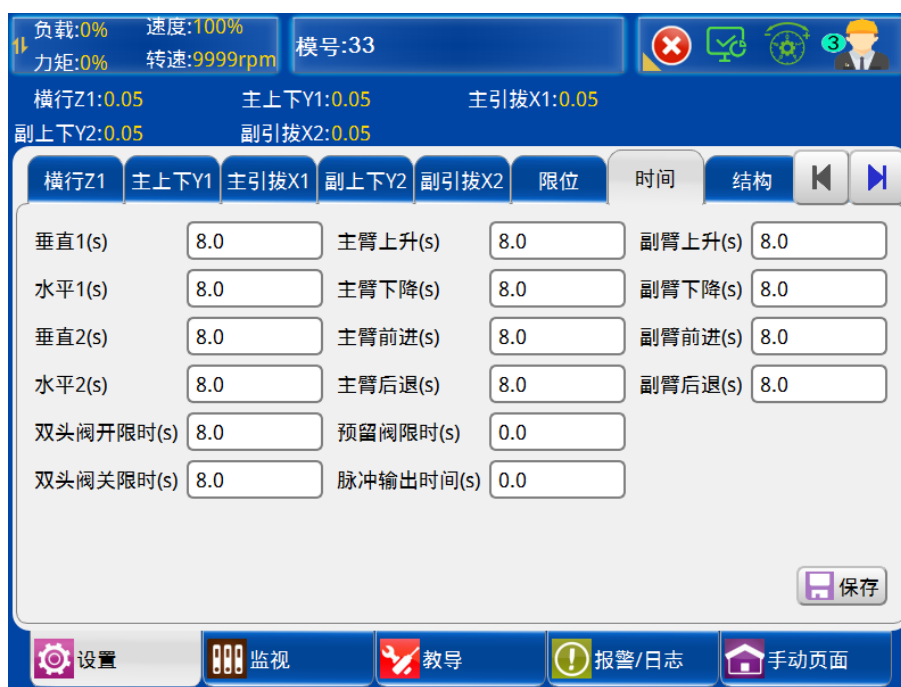 负载:0% 速度:100%
模号:33
3
力矩:0% 转速:9999rpm
横行Z1:0.05 主上下Y1:0.05 主引拔X1:0.05
副上下Y2:0.05 副引拔X2:0.05
横行Z1 主上下Y1 主引拔X1 副上下Y2 副引拔X2 限位 时间 结构
垂直1(s) 8.0 主臂上升(s) 8.0 副臂上升(s) 8.0
水平1(s) 8.0 主臂下降(s) 8.0 副臂下降(s) 8.0
垂直2(s) 8.0 主臂前进(s) 8.0 副臂前进(s) 8.0
水平2(s) 8.0 主臂后退(s) 8.0 副臂后退(s) 8.0
双头阀开限时(s) 8.0 预留阀限时(s) 0.0
双头阀关限时(s) 8.0 脉冲输出时间(s) 0.0
保存
设置 监视 教导 报警/日志 手动页面